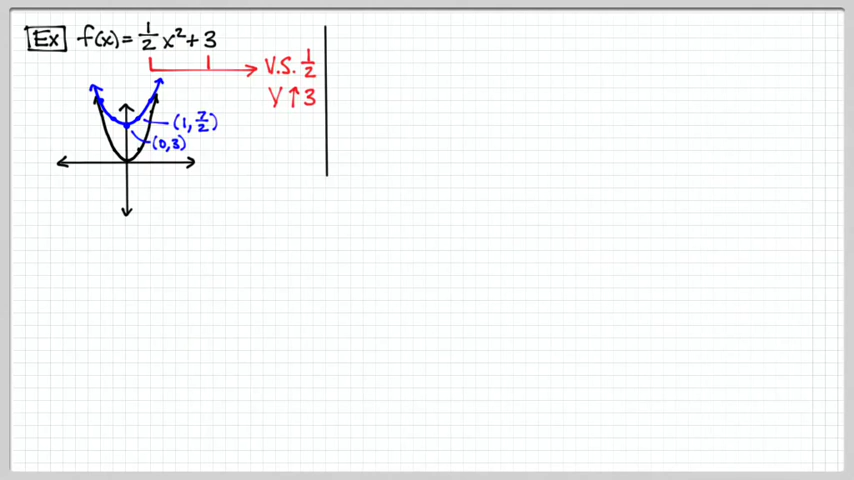 Ex f(x) = 1/2 x² + 3
V.S. 1/2
Y ↑ 3
(1, 7/2)
(0,3)